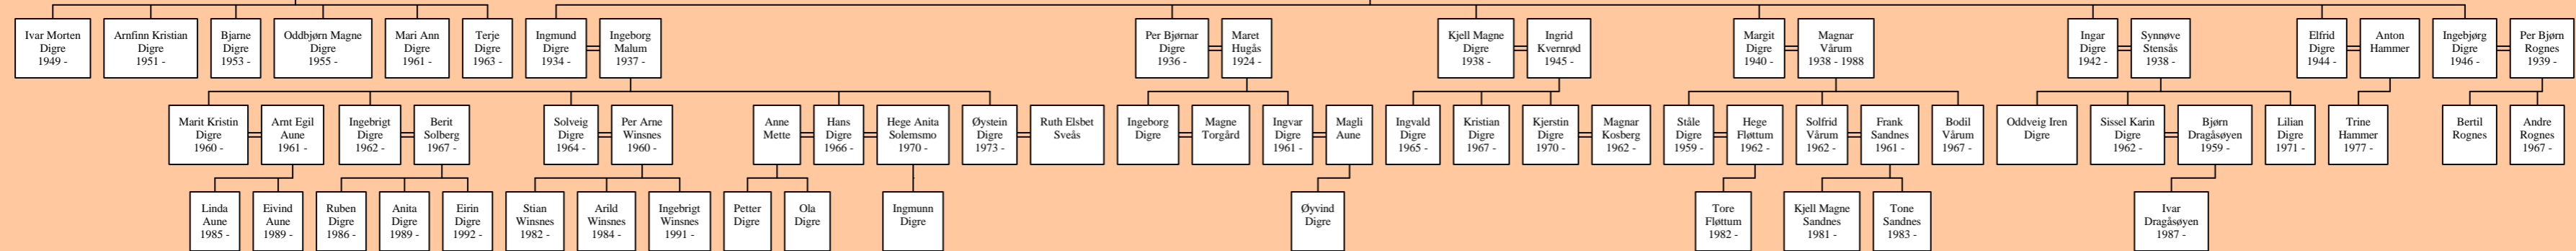 Ivar Morten
Digre
1949 -
Arnfinn Kristian
Digre
1951 -
Bjarne
Digre
1953 -
Oddbjørn Magne
Digre
1955 -
Mari Ann
Digre
1961 -
Terje
Digre
1963 -
Ingmund
Digre
1934 -
Ingeborg
Malum
1937 -
Per Bjørnar
Digre
1936 -
Maret
Hugås
1924 -
Kjell Magne
Digre
1938 -
Ingrid
Kvernrød
1945 -
Margit
Digre
1940 -
Magnar
Vårum
1938 - 1988
Ingar
Digre
1942 -
Synnøve
Stensås
1938 -
Elfrid
Digre
1944 -
Anton
Hammer
Ingebjørg
Digre
1946 -
Per Bjørn
Rognes
1939 -
Marit Kristin
Digre
1960 -
Arnt Egil
Aune
1961 -
Ingebrigt
Digre
1962 -
Berit
Solberg
1967 -
Solveig
Digre
1964 -
Per Arne
Winsnes
1960 -
Anne
Mette
Hans
Digre
1966 -
Hege Anita
Solemsmo
1970 -
Øystein
Digre
1973 -
Ruth Elsbet
Sveås
Ingeborg
Digre
Magne
Torgård
Ingvar
Digre
1961 -
Magli
Aune
Ingvald
Digre
1965 -
Kristian
Digre
1967 -
Kjerstin
Digre
1970 -
Magnar
Kosberg
1962 -
Ståle
Digre
1959 -
Hege
Fløttum
1962 -
Solfrid
Vårum
1962 -
Frank
Sandnes
1961 -
Bodil
Vårum
1967 -
Oddveig Iren
Digre
Sissel Karin
Digre
1962 -
Bjørn
Dragåsøyen
1959 -
Lilian
Digre
1971 -
Trine
Hammer
1977 -
Bertil
Rognes
Andre
Rognes
1967 -
Linda
Aune
1985 -
Eivind
Aune
1989 -
Ruben
Digre
1986 -
Anita
Digre
1989 -
Eirin
Digre
1992 -
Stian
Winsnes
1982 -
Arild
Winsnes
1984 -
Ingebrigt
Winsnes
1991 -
Petter
Digre
Ola
Digre
Ingmunn
Digre
Øyvind
Digre
Tore
Fløttum
1982 -
Kjell Magne
Sandnes
1981 -
Tone
Sandnes
1983 -
Ivar
Dragåsøyen
1987 -